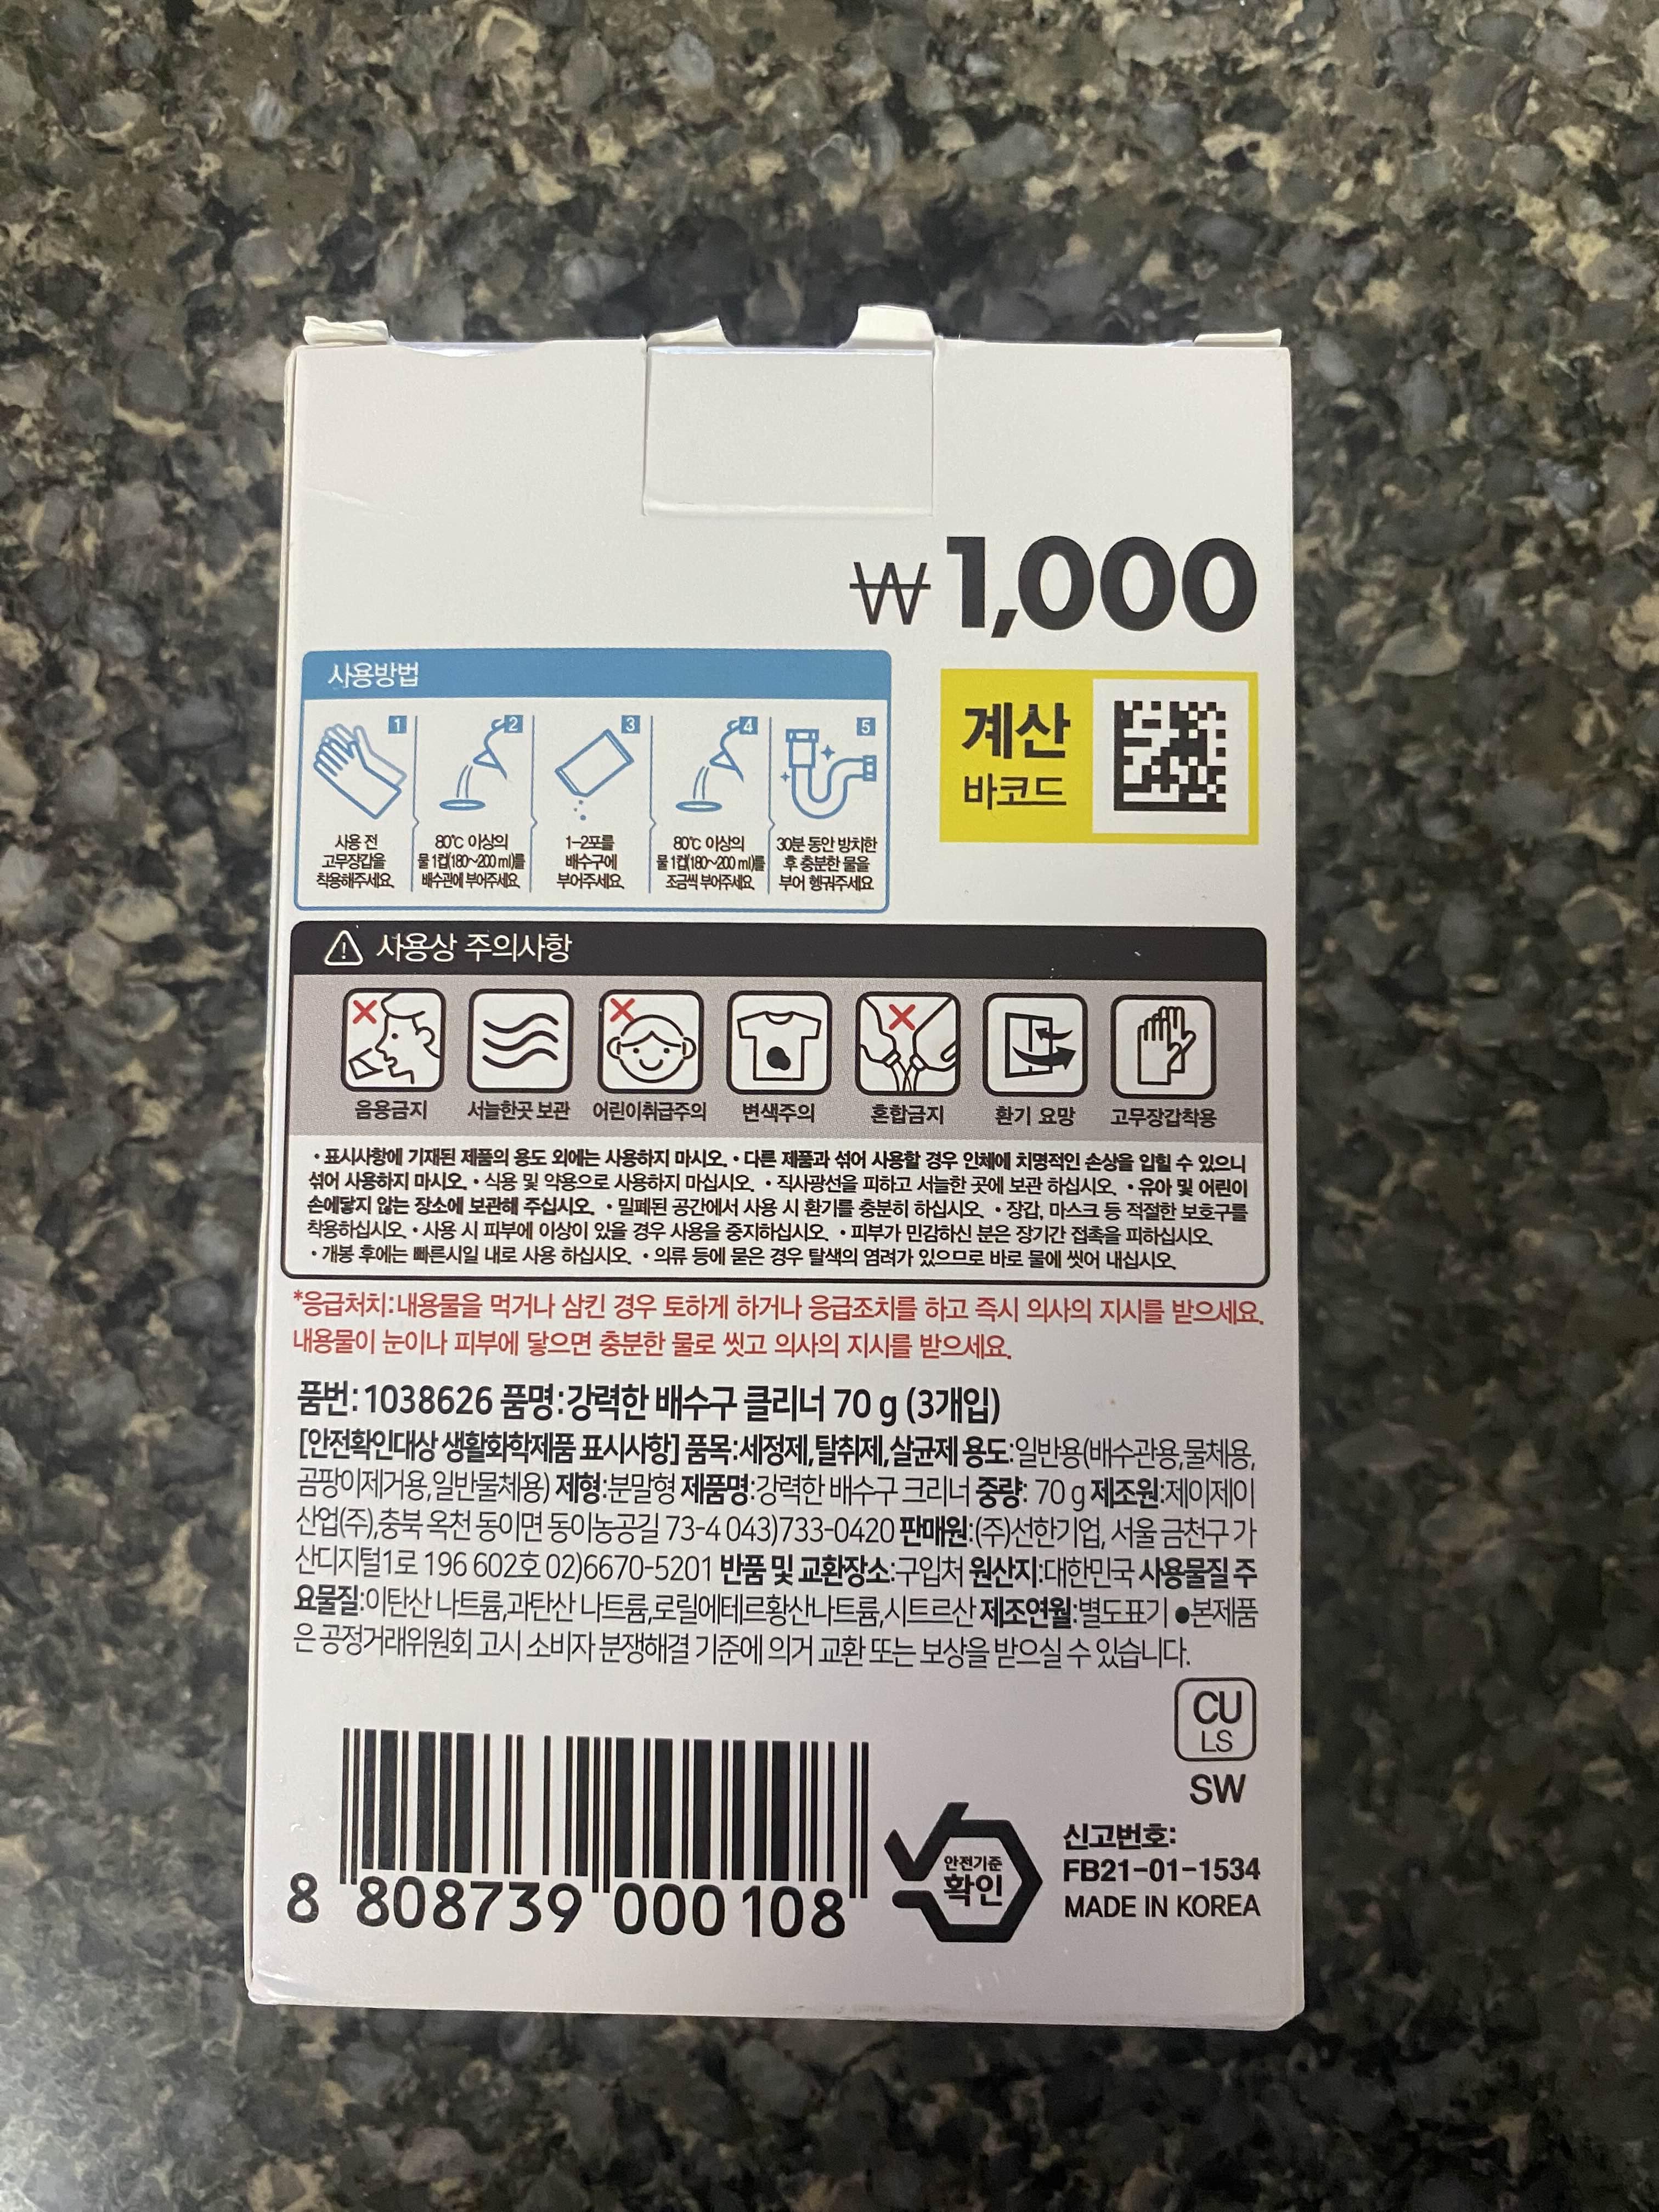 ₩1,000
사용방법
1
사용 전
고무장갑을
착용해주세요.
2
80℃ 이상의
물 1컵(180~200 ml)를
배수관에 부어주세요.
3
1-2포를
배수구에
부어주세요.
4
80℃ 이상의
물 1컵(180~200 ml)를
조금씩 부어주세요.
5
30분 동안 방치한
후 충분한 물을
부어 헹궈주세요
계산
바코드
사용상 주의사항
음용금지
서늘한곳 보관
어린이취급주의
변색주의
혼합금지
환기 요망
고무장갑착용
• 표시사항에 기재된 제품의 용도 외에는 사용하지 마시오. • 다른 제품과 섞어 사용할 경우 인체에 치명적인 손상을 입힐 수 있으니
섞어 사용하지 마시오. • 식용 및 약용으로 사용하지 마십시오. • 직사광선을 피하고 서늘한 곳에 보관 하십시오. • 유아 및 어린이
손에닿지 않는 장소에 보관해 주십시오. • 밀폐된 공간에서 사용 시 환기를 충분히 하십시오. • 장갑, 마스크 등 적절한 보호구를
착용하십시오. • 사용 시 피부에 이상이 있을 경우 사용을 중지하십시오. • 피부가 민감하신 분은 장기간 접촉을 피하십시오.
• 개봉 후에는 빠른시일 내로 사용 하십시오. • 의류 등에 묻은 경우 탈색의 염려가 있으므로 바로 물에 씻어 내십시오.
*응급처치:내용물을 먹거나 삼킨 경우 토하게 하거나 응급조치를 하고 즉시 의사의 지시를 받으세요.
내용물이 눈이나 피부에 닿으면 충분한 물로 씻고 의사의 지시를 받으세요.
품번:1038626 품명:강력한 배수구 클리너 70 g (3개입)
[안전확인대상 생활화학제품 표시사항] 품목:세정제,탈취제,살균제 용도:일반용(배수관용,물체용,
곰팡이제거용,일반물체용) 제형:분말형 제품명:강력한 배수구 크리너 중량: 70 g 제조원:제이제이
산업(주),충북 옥천 동이면 동이농공길 73-4 043)733-0420 판매원:(주)선한기업, 서울 금천구 가
산디지털1로 196 602호 02)6670-5201 반품 및 교환장소:구입처 원산지:대한민국 사용물질 주
요물질:이탄산 나트륨,과탄산 나트륨,로릴에테르황산나트륨,시트르산 제조연월:별도표기 ●본제품
은 공정거래위원회 고시 소비자 분쟁해결 기준에 의거 교환 또는 보상을 받으실 수 있습니다.
CU
LS
SW
8 808739 000108
안전기준
확인
신고번호:
FB21-01-1534
MADE IN KOREA